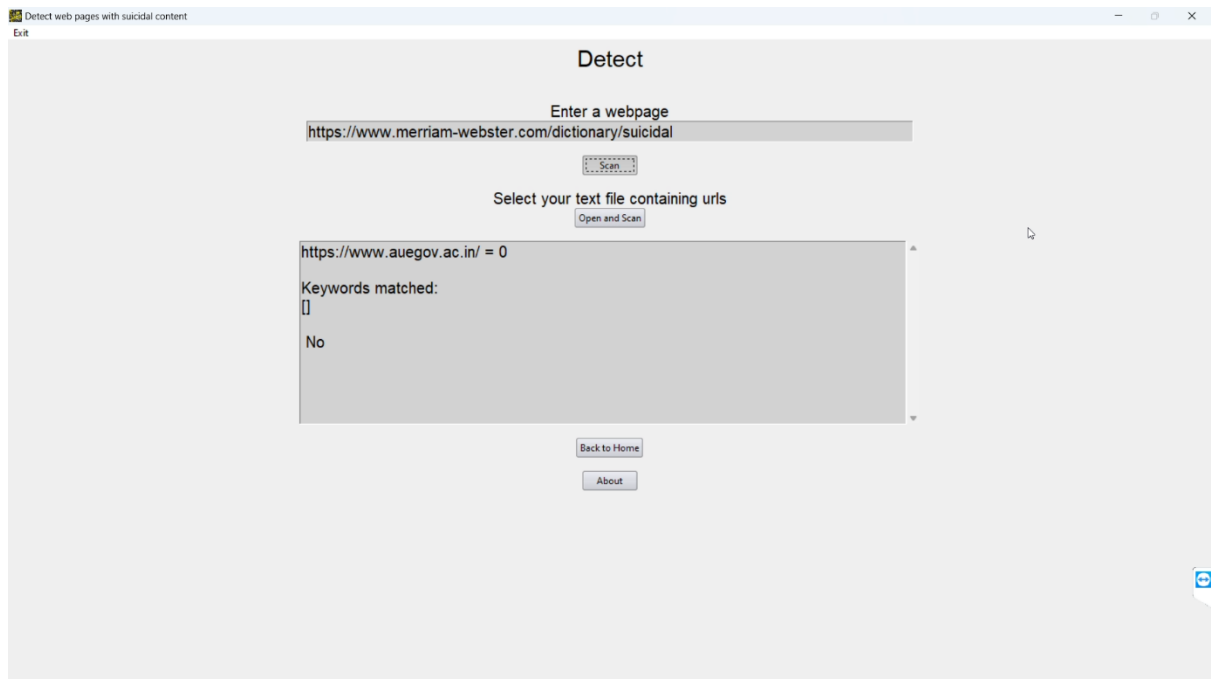 Detect web pages with suicidal content
Exit
Detect
Enter a webpage
https://www.merriam-webster.com/dictionary/suicidal
Scan
Select your text file containing urls
Open and Scan
https://www.auegov.ac.in/ = 0
Keywords matched:
[]
No
Back to Home
About